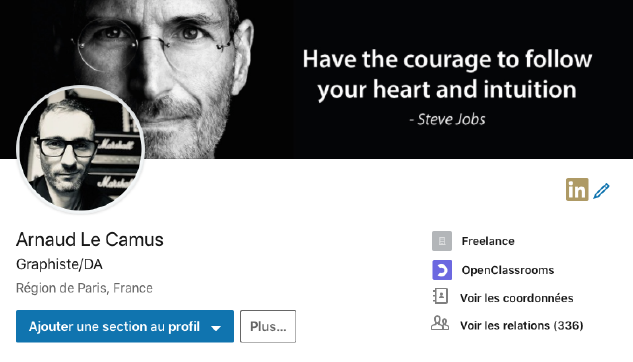 Have the courage to follow
your heart and intuition
- Steve Jobs
Marshall
Marshall
in
Arnaud Le Camus
Graphiste/DA
Région de Paris, France
Ajouter une section au profil
Plus...
Freelance
OpenClassrooms
Voir les coordonnées
Voir les relations (336)